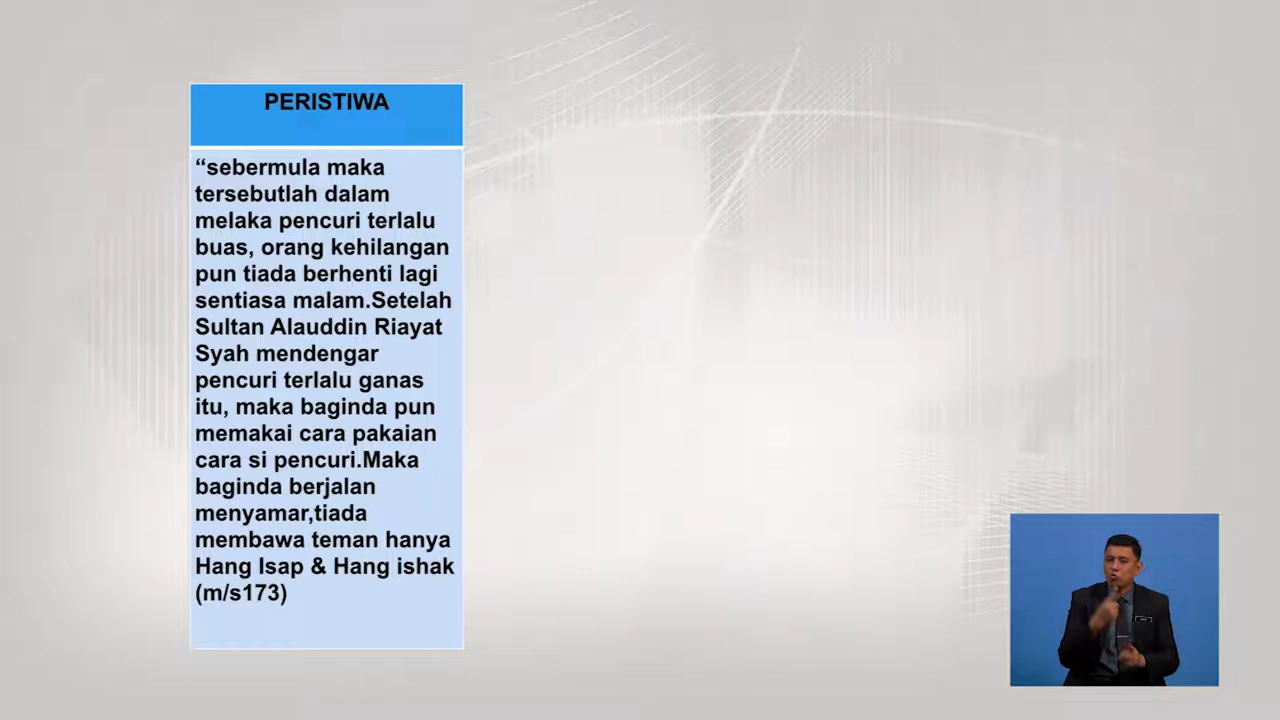 PERISTIWA
“sebermula maka
tersebutlah dalam
melaka pencuri terlalu
buas, orang kehilangan
pun tiada berhenti lagi
sentiasa malam.Setelah
Sultan Alauddin Riayat
Syah mendengar
pencuri terlalu ganas
itu, maka baginda pun
memakai cara pakaian
cara si pencuri.Maka
baginda berjalan
menyamar,tiada
membawa teman hanya
Hang Isap & Hang ishak
(m/s173)